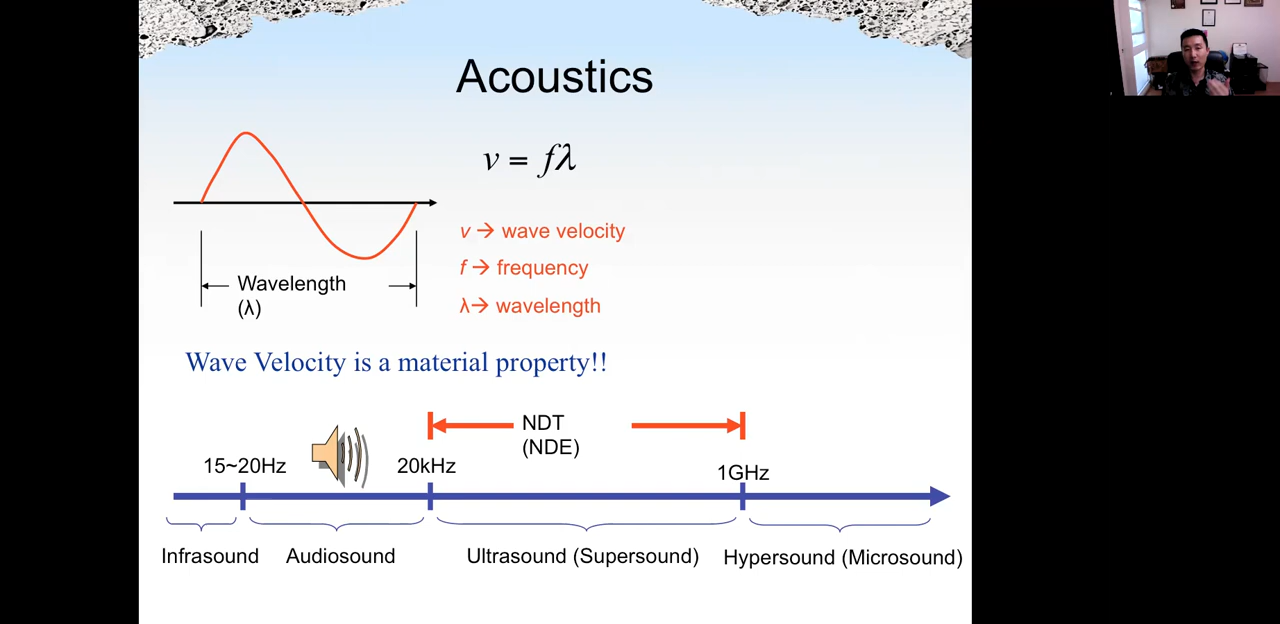 Acoustics
v = fλ
v → wave velocity
f → frequency
λ→ wavelength
Wavelength
(λ)
Wave Velocity is a material property!!
NDT
(NDE)
15~20Hz
20kHz
1GHz
Infrasound
Audiosound
Ultrasound (Supersound)
Hypersound (Microsound)